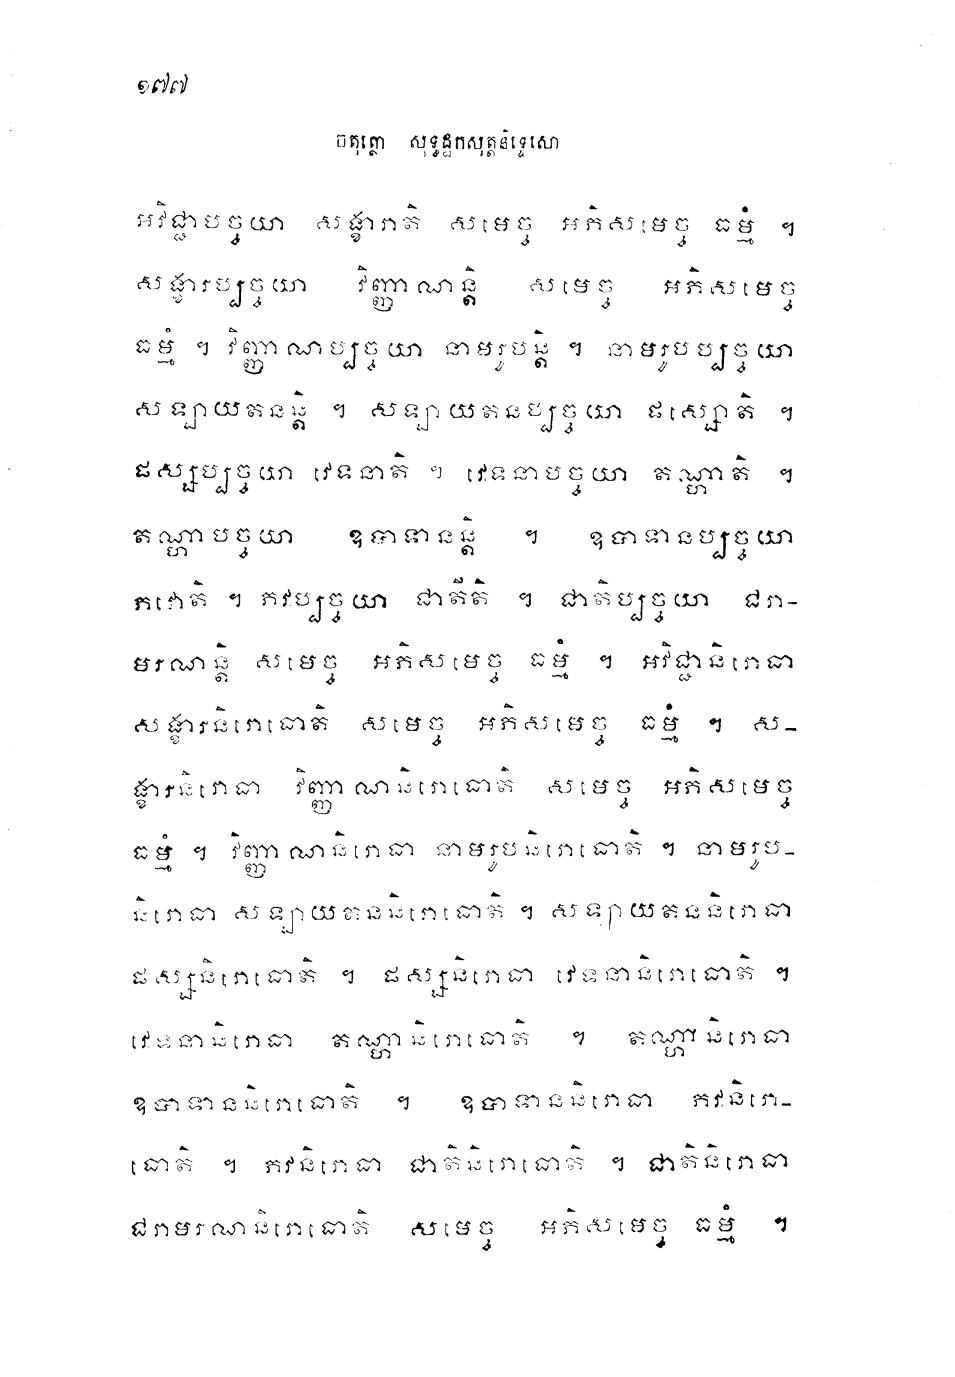 ១៧៧
ចតុត្ថោ សុទ្ធដ្ឋកសុត្តនិទ្ទេសោ
អវិជ្ជាបច្ចយា សង្ខារាតិ សមេច្ច អភិសមេច្ច ធម្មំ ។
សង្ខារប្បច្ចយា វិញ្ញាណន្តិ សមេច្ច អភិសមេច្ច
ធម្មំ ។ វិញ្ញាណប្បច្ចយា នាមរូបន្តិ ។ នាមរូបប្បច្ចយា
សឡាយតនន្តិ ។ សឡាយតនប្បច្ចយា ផស្សោតិ ។
ផស្សប្បច្ចយា វេទនាតិ ។ វេទនាបច្ចយា តណ្ហាតិ ។
តណ្ហាបច្ចយា ឧបាទានន្តិ ។ ឧបាទានប្បច្ចយា
ភវោតិ ។ ភវប្បច្ចយា ជាតីតិ ។ ជាតិប្បច្ចយា ជរា-
មរណន្តិ សមេច្ច អភិសមេច្ច ធម្មំ ។ អវិជ្ជានិរោធា
សង្ខារនិរោធោតិ សមេច្ច អភិសមេច្ច ធម្មំ ។ ស-
ង្ខារនិរោធា វិញ្ញាណនិរោធោតិ សមេច្ច អភិសមេច្ច
ធម្មំ ។ វិញ្ញាណនិរោធា នាមរូបនិរោធោតិ ។ នាមរូប-
និរោធា សឡាយតននិរោធោតិ ។ សឡាយតននិរោធា
ផស្សនិរោធោតិ ។ ផស្សនិរោធា វេទនានិរោធោតិ ។
វេទនានិរោធា តណ្ហានិរោធោតិ ។ តណ្ហានិរោធា
ឧបាទាននិរោធោតិ ។ ឧបាទាននិរោធា ភវនិរោ-
ធោតិ ។ ភវនិរោធា ជាតិនិរោធោតិ ។ ជាតិនិរោធា
ជរាមរណនិរោធោតិ សមេច្ច អភិសមេច្ច ធម្មំ ។